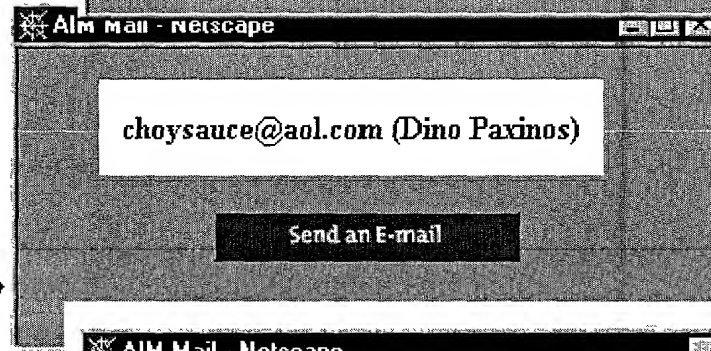 AIM Mail - Netscape
choysauce@aol.com (Dino Paxinos)
Send an E-mail
AIM Mail - Netscape